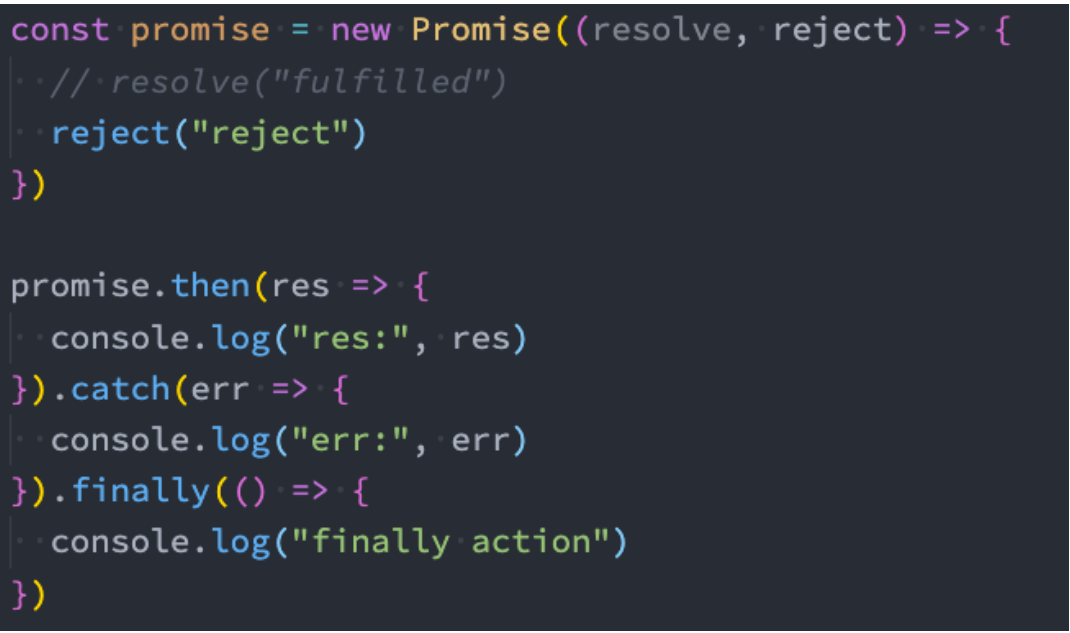 const promise = new Promise((resolve, reject) => {
  // resolve("fulfilled")
  reject("reject")
})

promise.then(res => {
  console.log("res:", res)
}).catch(err => {
  console.log("err:", err)
}).finally(() => {
  console.log("finally action")
})